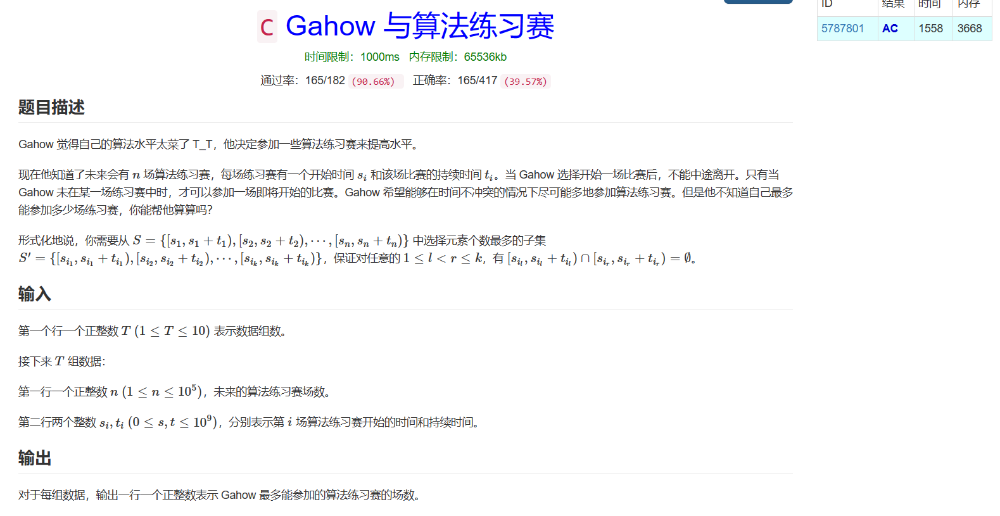 C Gahow 与算法练习赛
时间限制：1000ms 内存限制：65536kb
通过率：165/182 (90.66%) 正确率：165/417 (39.57%)
ID 结果 时间 内存
5787801 AC 1558 3668
题目描述
Gahow 觉得自己的算法水平太菜了 T_T，他决定参加一些算法练习赛来提高水平。
现在他知道了未来会有 n 场算法练习赛，每场练习赛有一个开始时间 s_i 和该场比赛的持续时间 t_i。当 Gahow 选择开始一场比赛后，不能中途离开。只有当
Gahow 未在某一场练习赛中时，才可以参加一场即将开始的比赛。Gahow 希望能够在时间不冲突的情况下尽可能多地参加算法练习赛。但是他不知道自己最多
能参加多少场练习赛，你能帮他算算吗？
形式化地说，你需要从 S = {[s_1, s_1 + t_1), [s_2, s_2 + t_2), ⋯, [s_n, s_n + t_n)} 中选择元素个数最多的子集
S′ = {[s_{i_1}, s_{i_1} + t_{i_1}), [s_{i_2}, s_{i_2} + t_{i_2}), ⋯, [s_{i_k}, s_{i_k} + t_{i_k})}，保证对任意的 1 ≤ l < r ≤ k，有 [s_{i_l}, s_{i_l} + t_{i_l}) ∩ [s_{i_r}, s_{i_r} + t_{i_r}) = ∅。
输入
第一个行一个正整数 T (1 ≤ T ≤ 10) 表示数据组数。
接下来 T 组数据：
第一行一个正整数 n (1 ≤ n ≤ 10^5)，未来的算法练习赛场数。
第二行两个整数 s_i, t_i (0 ≤ s, t ≤ 10^9)，分别表示第 i 场算法练习赛开始的时间和持续时间。
输出
对于每组数据，输出一行一个正整数表示 Gahow 最多能参加的算法练习赛的场数。